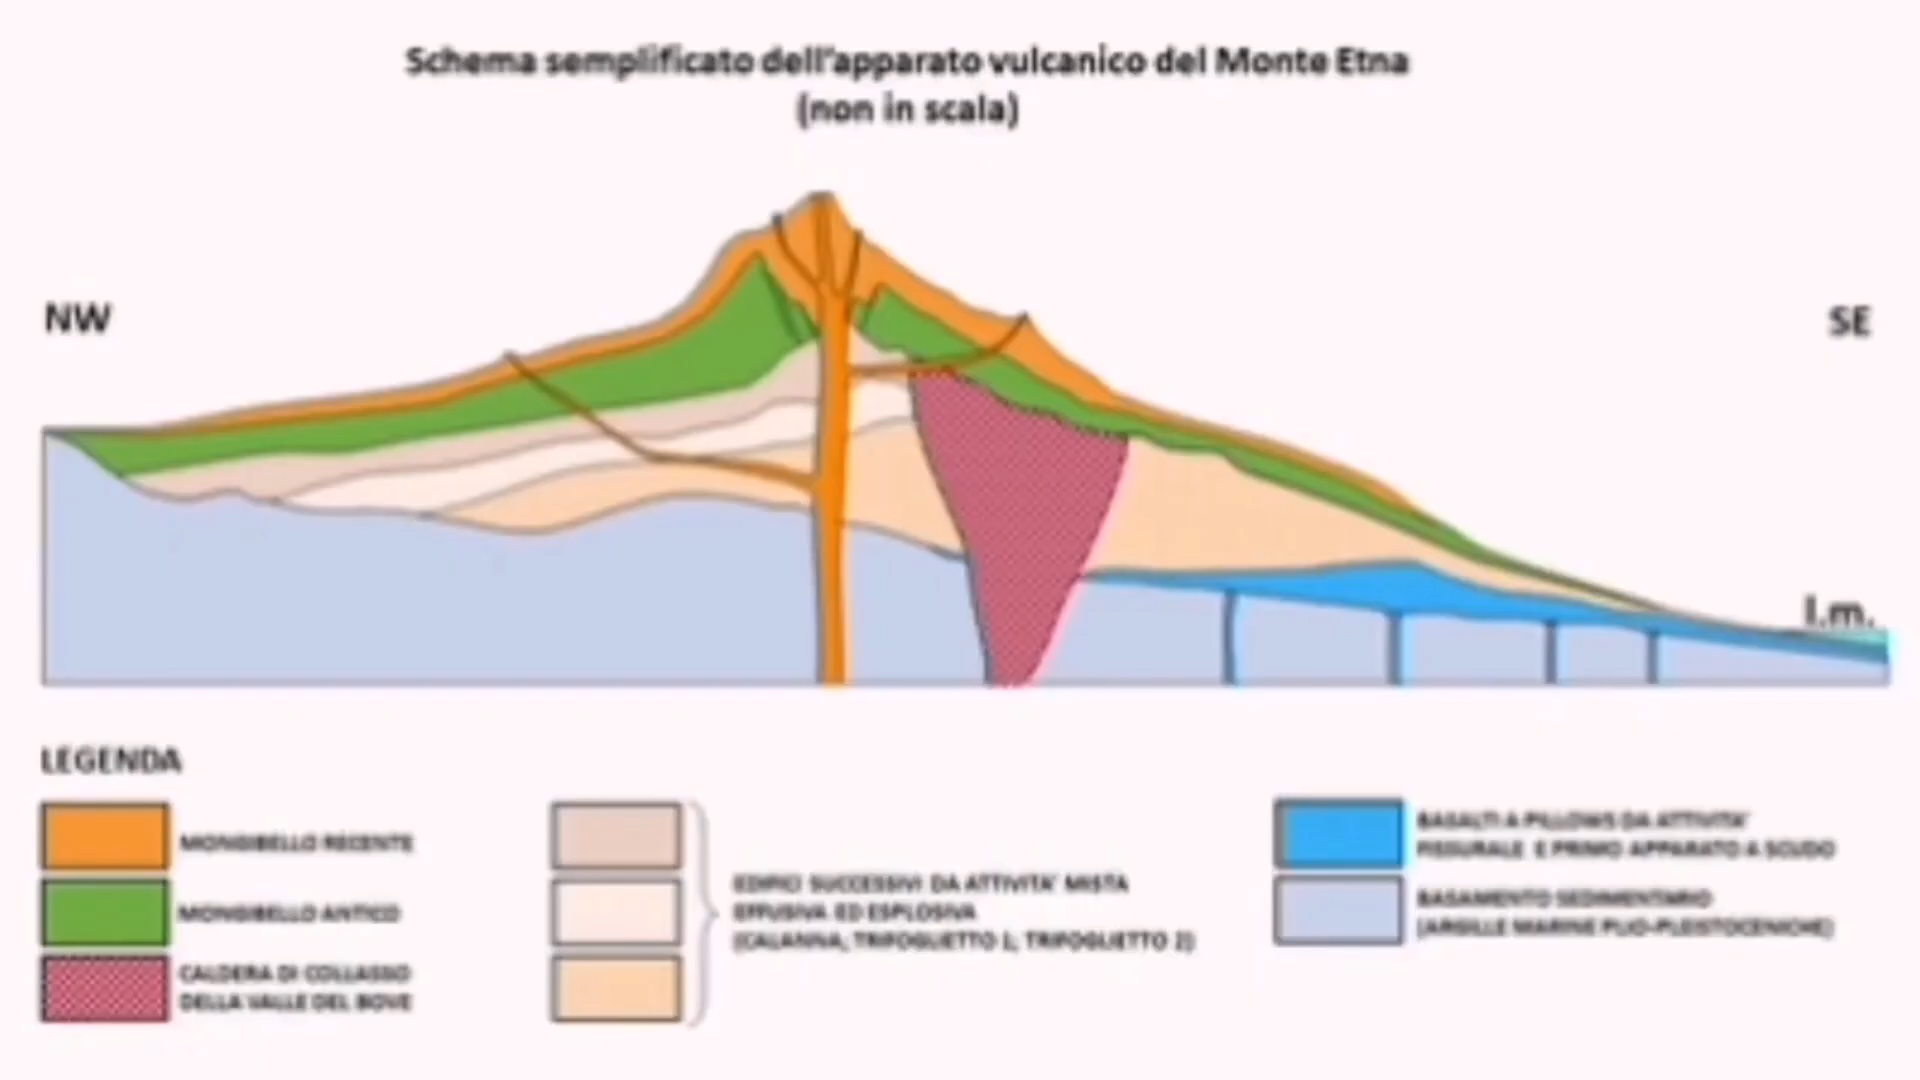 Schema semplificato dell'apparato vulcanico del Monte Etna
(non in scala)
NW
SE
l.m.
LEGENDA
MONGIBELLO RECENTE
MONGIBELLO ANTICO
CALDERA DI COLLASSO
DELLA VALLE DEL BOVE
EDIFICI SUCCESSIVI DA ATTIVITA' MISTA
EFFUSIVA ED ESPLOSIVA
(CALANNA; TRIFOGLIETTO 1; TRIFOGLIETTO 2)
BASALTI A PILLOWS DA ATTIVITA'
FISSURALE E PRIMO APPARATO A SCUDO
BASAMENTO SEDIMENTARIO
(ARGILLE MARINE PLIO-PLEISTOCENICHE)